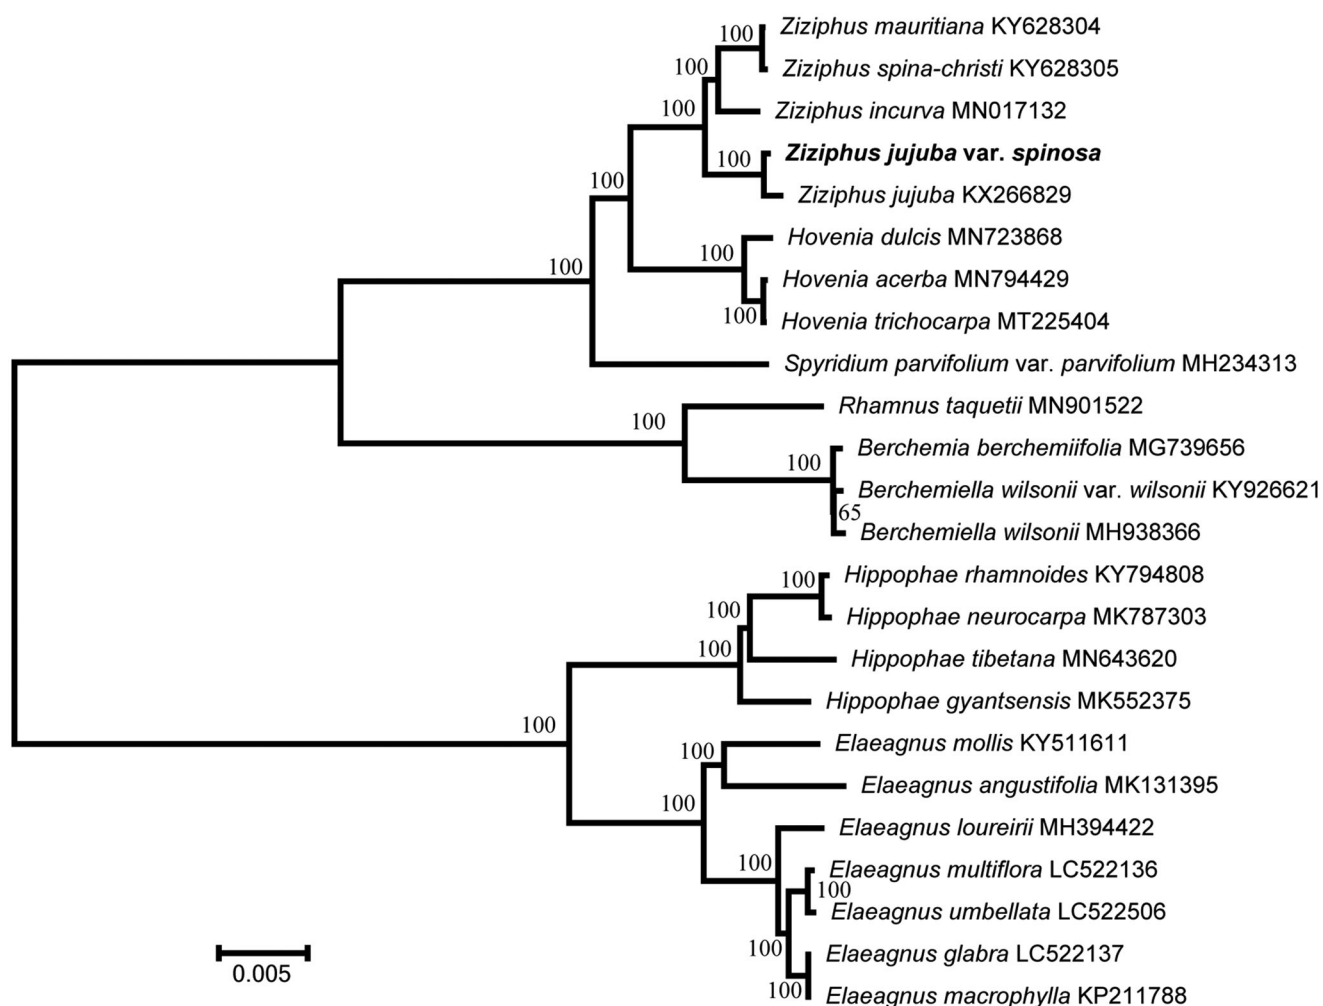 100
Ziziphus mauritiana KY628304
100
Ziziphus spina-christi KY628305
100
Ziziphus incurva MN017132
100
Ziziphus jujuba var. spinosa
100
Ziziphus jujuba KX266829
Hovenia dulcis MN723868
100
100
Hovenia acerba MN794429
100
Hovenia trichocarpa MT225404
Spyridium parvifolium var. parvifolium MH234313
Rhamnus taquetii MN901522
100
Berchemia berchemiifolia MG739656
100
Berchemiella wilsonii var. wilsonii KY926621
65
Berchemiella wilsonii MH938366
Hippophae rhamnoides KY794808
100
100
Hippophae neurocarpa MK787303
100
Hippophae tibetana MN643620
Hippophae gyantsensis MK552375
100
Elaeagnus mollis KY511611
100
Elaeagnus angustifolia MK131395
100
Elaeagnus loureirii MH394422
100
Elaeagnus multiflora LC522136
100
Elaeagnus umbellata LC522506
100
Elaeagnus glabra LC522137
100
Elaeagnus macrophylla KP211788
0.005